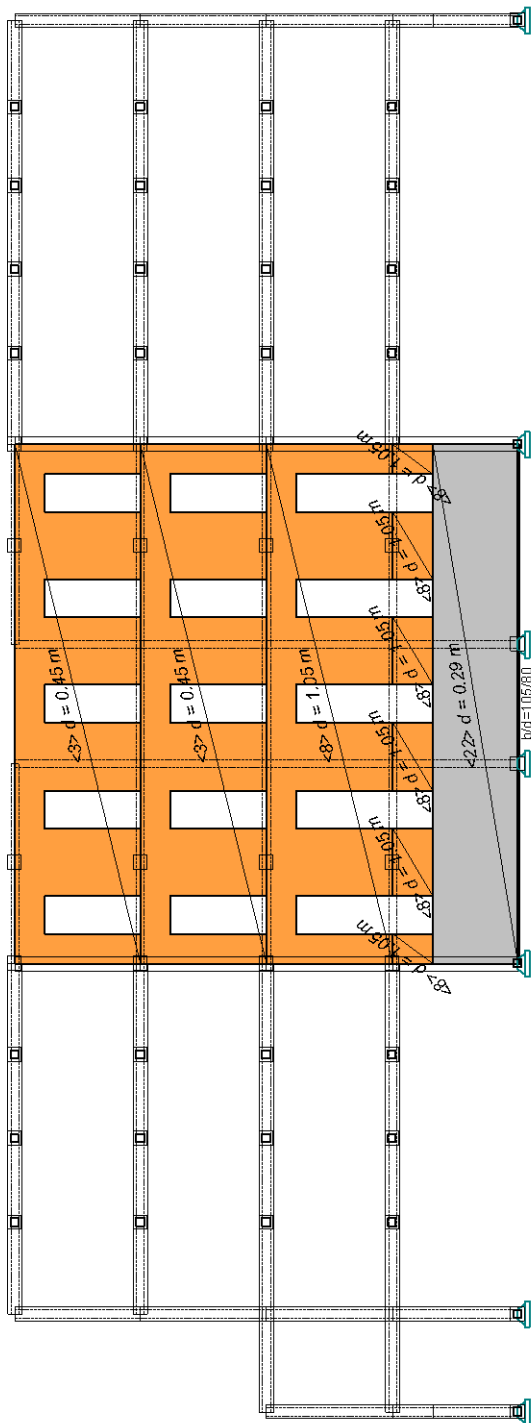 <3> d = 0.45 m
<3> d = 0.45 m
<8> d = 1.05 m
<8> d = 1.05 m
<8> d = 1.05 m
<8> d = 1.05 m
<8> d = 1.05 m
<8> d = 1.05 m
<8> d = 1.05 m
<22> d = 0.29 m
b/d=105/80